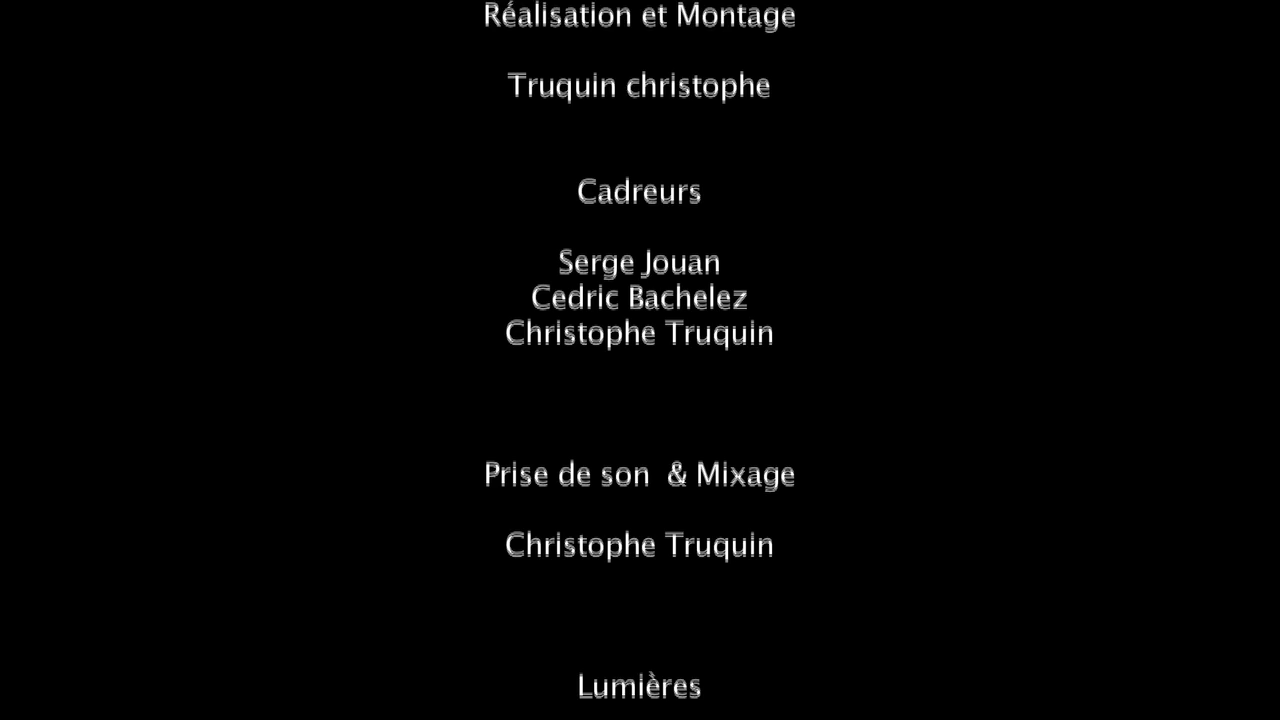 Réalisation et Montage
Truquin christophe
Cadreurs
Serge Jouan
Cedric Bachelez
Christophe Truquin
Prise de son  & Mixage
Christophe Truquin
Lumières